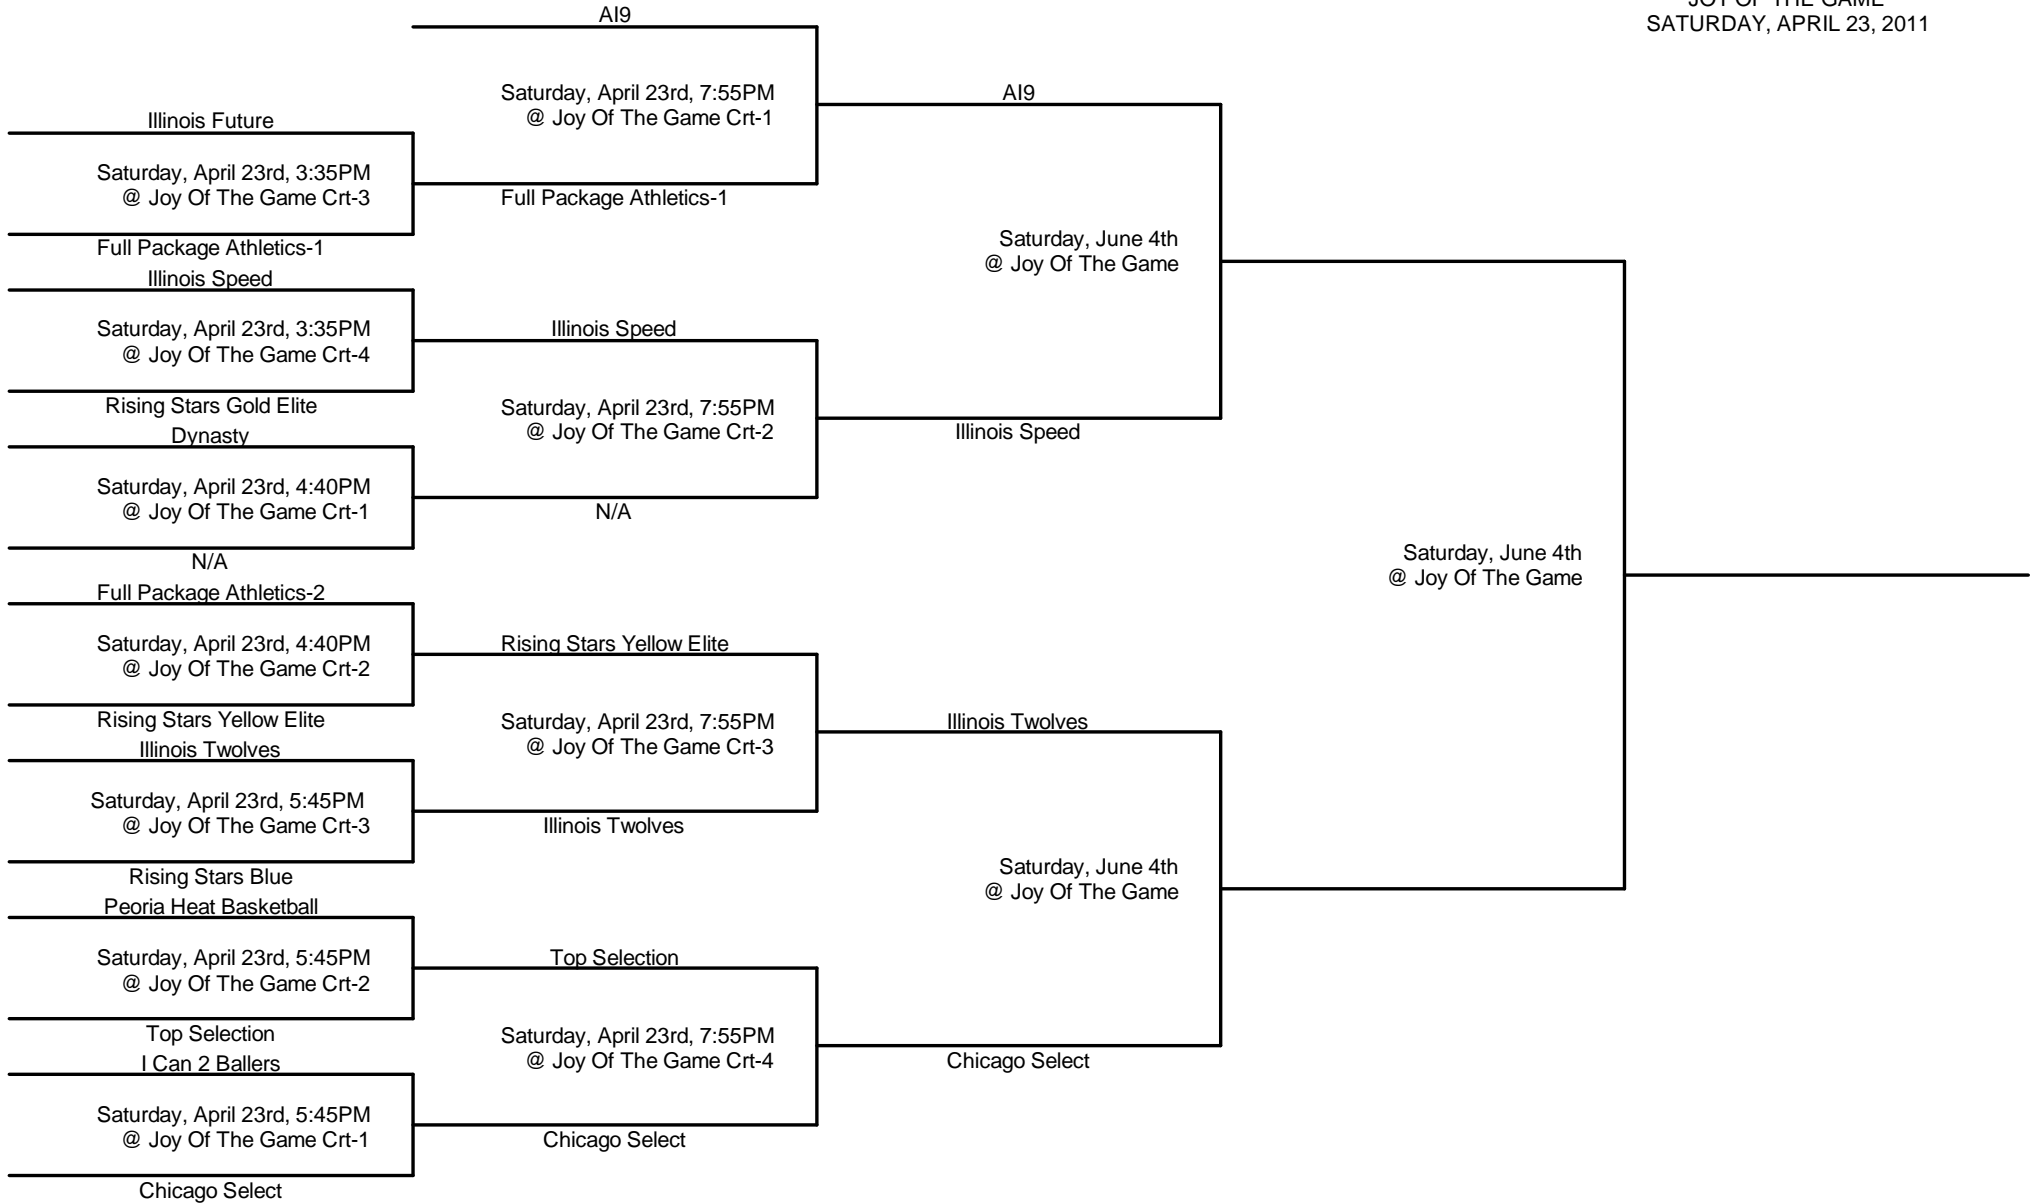 JOY OF THE GAME
SATURDAY, APRIL 23, 2011
AI9
Saturday, April 23rd, 7:55PM
@ Joy Of The Game Crt-1
AI9
Illinois Future
Saturday, April 23rd, 3:35PM
@ Joy Of The Game Crt-3
Full Package Athletics-1
Full Package Athletics-1
Illinois Speed
Saturday, June 4th
@ Joy Of The Game
Saturday, April 23rd, 3:35PM
@ Joy Of The Game Crt-4
Illinois Speed
Rising Stars Gold Elite
Dynasty
Saturday, April 23rd, 7:55PM
@ Joy Of The Game Crt-2
Illinois Speed
Saturday, April 23rd, 4:40PM
@ Joy Of The Game Crt-1
N/A
N/A
Full Package Athletics-2
Saturday, June 4th
@ Joy Of The Game
Saturday, April 23rd, 4:40PM
@ Joy Of The Game Crt-2
Rising Stars Yellow Elite
Rising Stars Yellow Elite
Illinois Twolves
Saturday, April 23rd, 7:55PM
@ Joy Of The Game Crt-3
Illinois Twolves
Saturday, April 23rd, 5:45PM
@ Joy Of The Game Crt-3
Illinois Twolves
Rising Stars Blue
Peoria Heat Basketball
Saturday, June 4th
@ Joy Of The Game
Saturday, April 23rd, 5:45PM
@ Joy Of The Game Crt-2
Top Selection
Top Selection
I Can 2 Ballers
Saturday, April 23rd, 7:55PM
@ Joy Of The Game Crt-4
Chicago Select
Saturday, April 23rd, 5:45PM
@ Joy Of The Game Crt-1
Chicago Select
Chicago Select